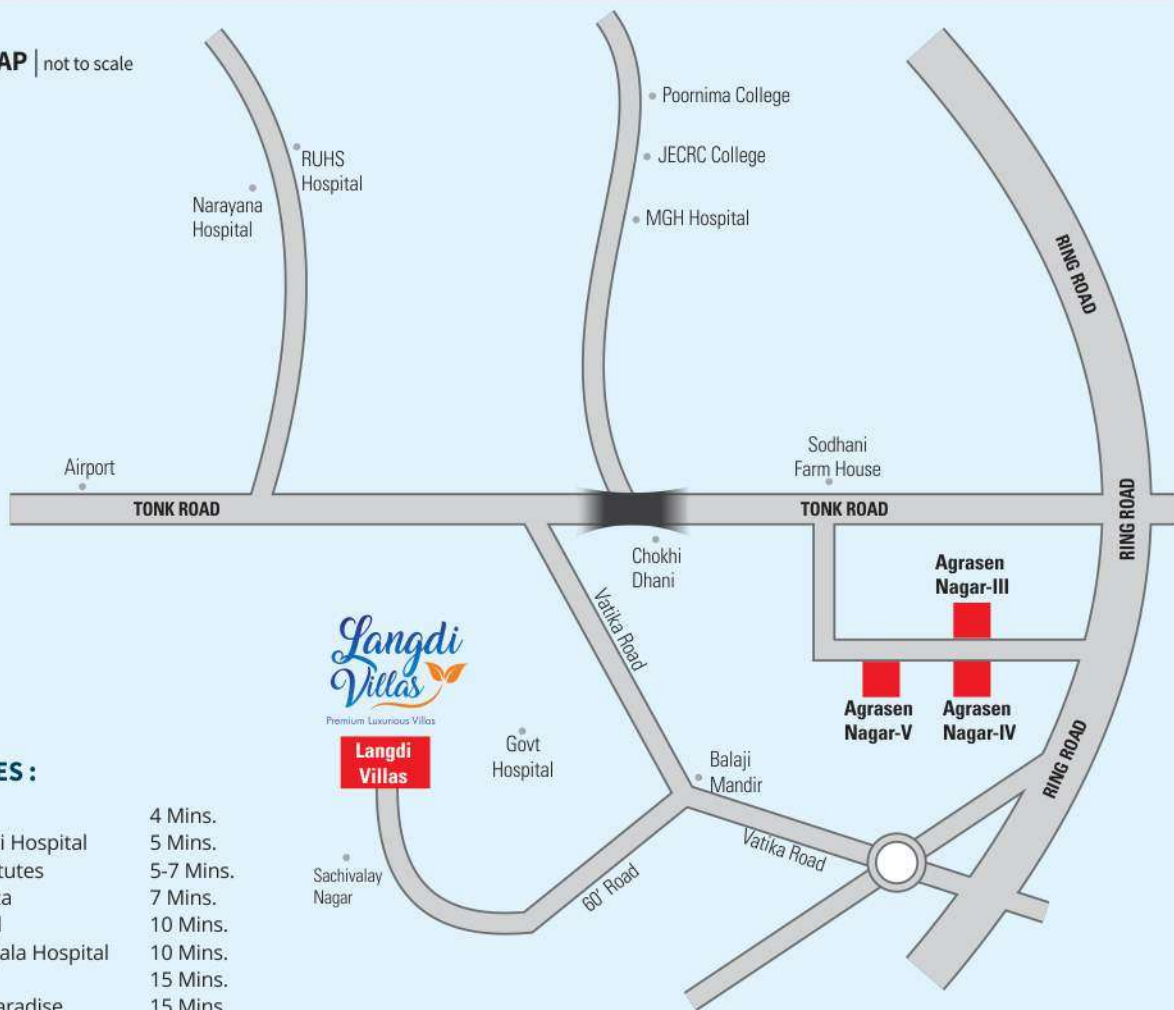 AP | not to scale
Poornima College
JECRC College
MGH Hospital
RUHS
Hospital
Narayana
Hospital
RING ROAD
Airport
Sodhani
Farm House
TONK ROAD
TONK ROAD
RING ROAD
Chokhi
Dhani
Agrasen
Nagar-III
Vatika Road
Langdi
Villas
Premium Luxurious Villas
Agrasen
Nagar-V
Agrasen
Nagar-IV
Langdi
Villas
Govt
Hospital
Balaji
Mandir
RING ROAD
Vatika Road
Sachivalay
Nagar
60' Road
ES :
4 Mins.
i Hospital 5 Mins.
tutes 5-7 Mins.
ta 7 Mins.
l 10 Mins.
ala Hospital 10 Mins.
15 Mins.
aradise 15 Mins.